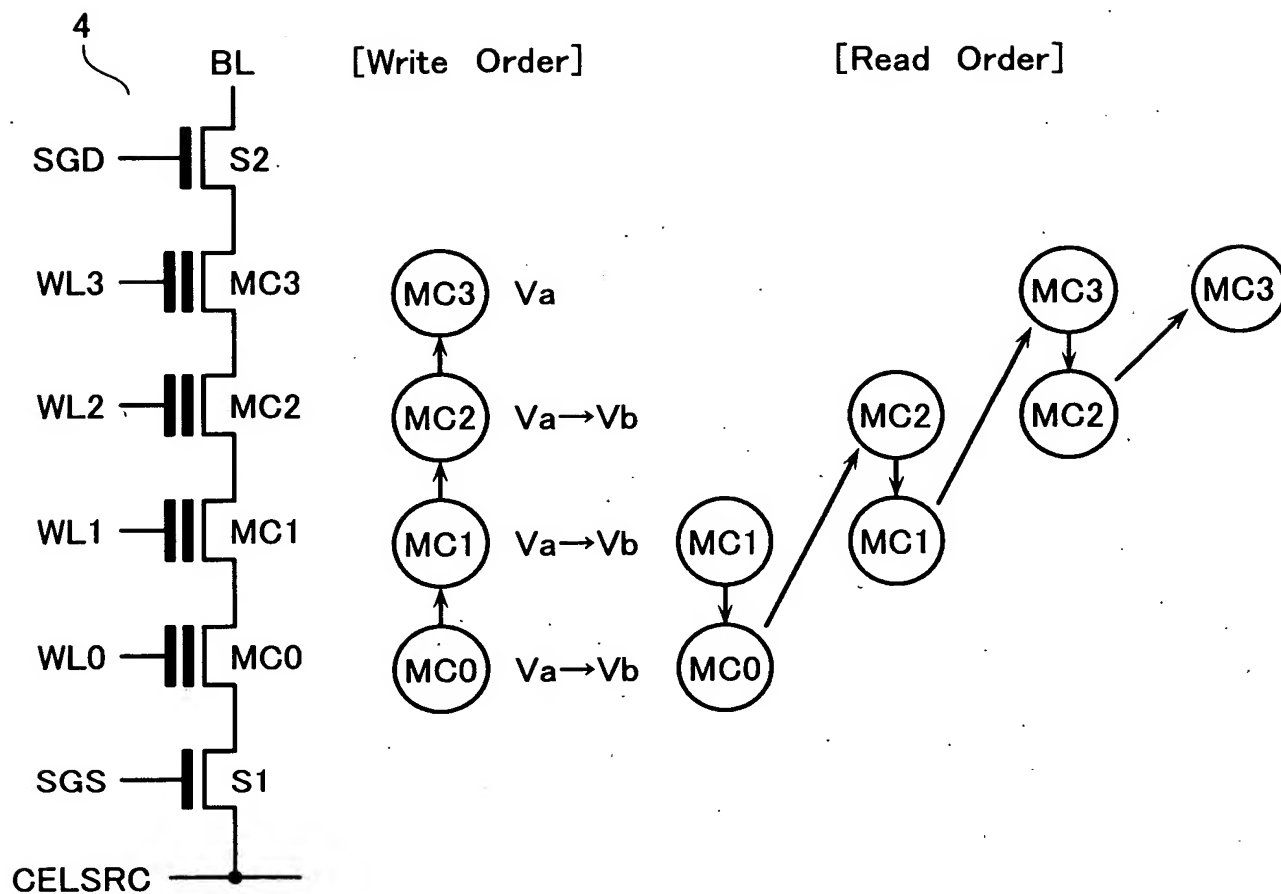 4
BL [Write Order] [Read Order]
SGD S2
WL3 MC3 MC3 Va MC3 MC3
WL2 MC2 MC2 Va→Vb MC2 MC2
WL1 MC1 MC1 Va→Vb MC1 MC1
WL0 MC0 MC0 Va→Vb MC0
SGS S1
CELSRC